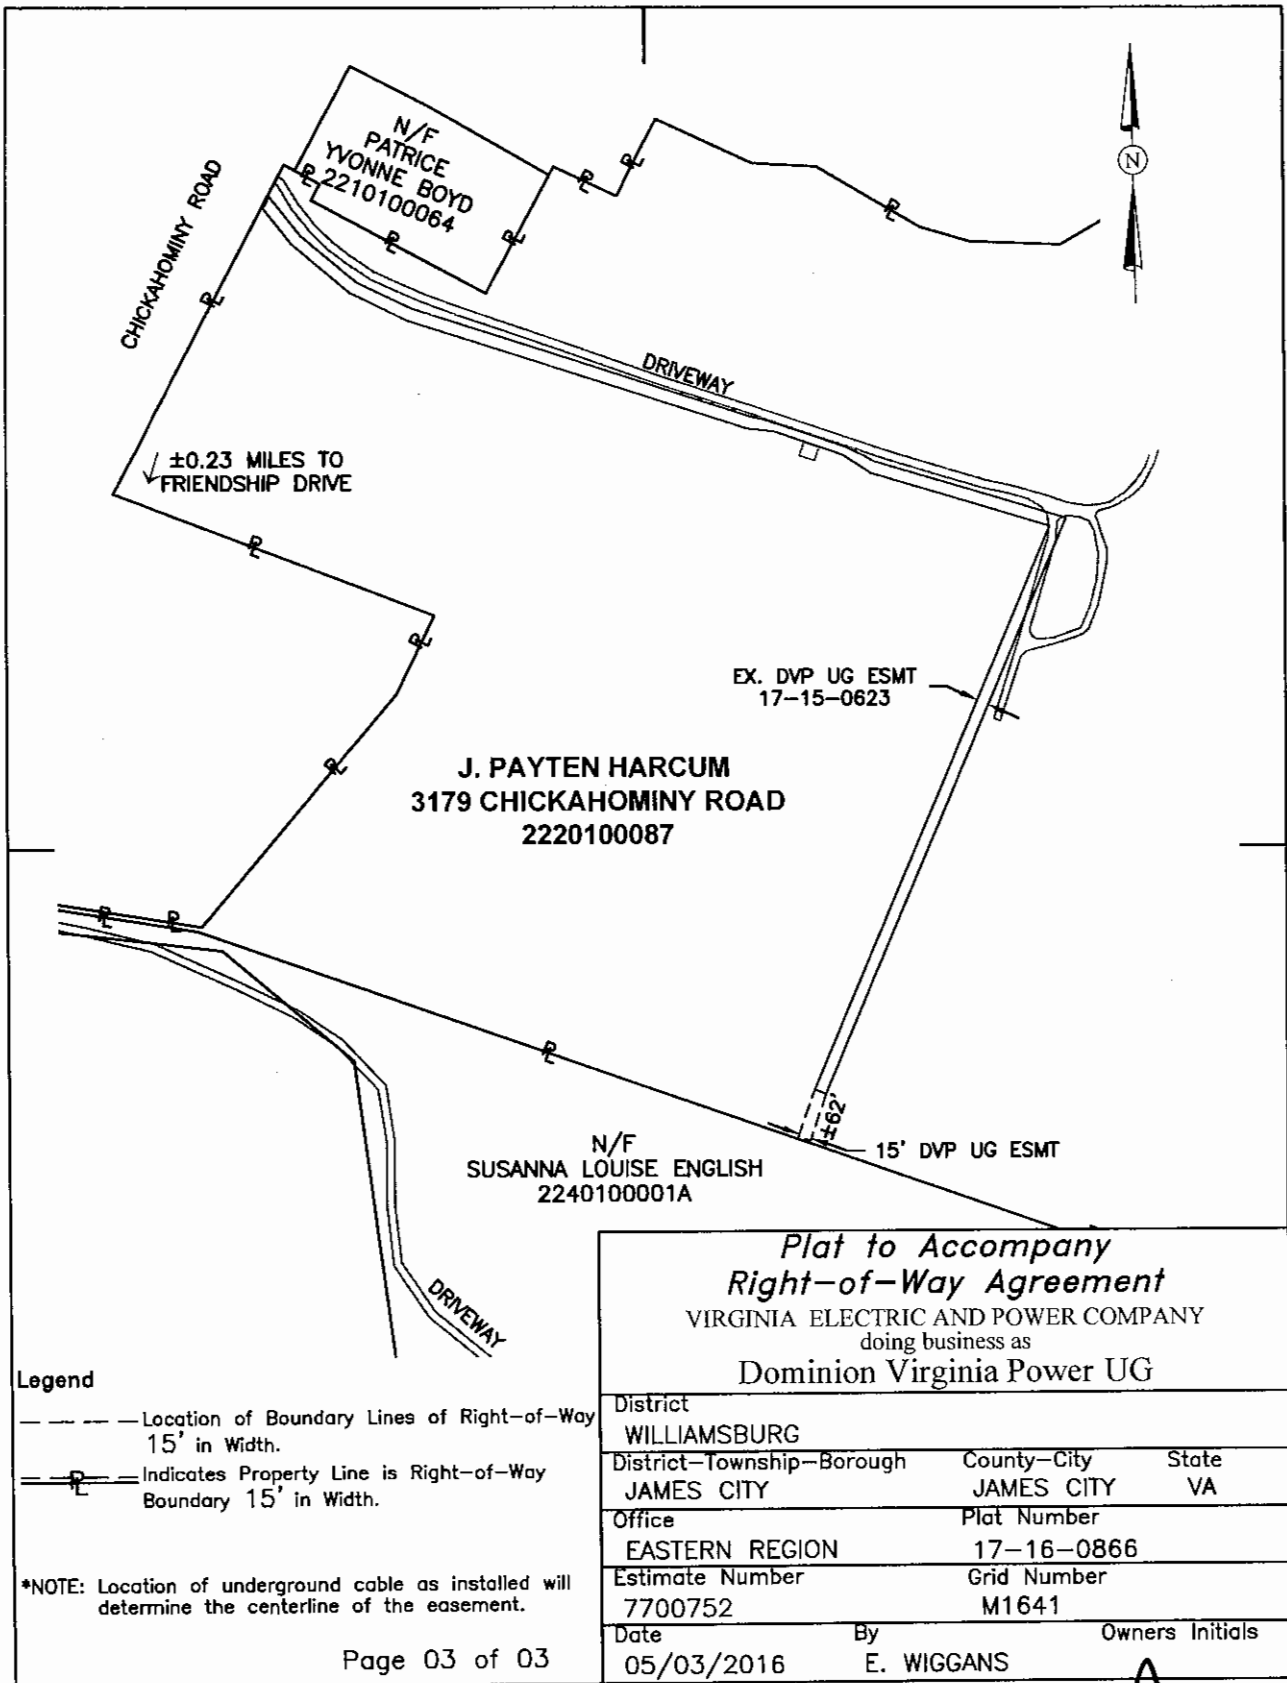 N/F
PATRICE
YVONNE BOYD
2210100064
N
CHICKAHOMINY ROAD
DRIVEWAY
±0.23 MILES TO
FRIENDSHIP DRIVE
EX. DVP UG ESMT
17-15-0623
J. PAYTEN HARCUM
3179 CHICKAHOMINY ROAD
2220100087
±62'
15' DVP UG ESMT
N/F
SUSANNA LOUISE ENGLISH
2240100001A
DRIVEWAY
Plat to Accompany
Right-of-Way Agreement
VIRGINIA ELECTRIC AND POWER COMPANY
doing business as
Dominion Virginia Power UG
Legend
Location of Boundary Lines of Right-of-Way
15' in Width.
PL Indicates Property Line is Right-of-Way
Boundary 15' in Width.
*NOTE: Location of underground cable as installed will
determine the centerline of the easement.
Page 03 of 03
District
WILLIAMSBURG
District-Township-Borough County-City State
JAMES CITY JAMES CITY VA
Office Plat Number
EASTERN REGION 17-16-0866
Estimate Number Grid Number
7700752 M1641
Date By Owners Initials
05/03/2016 E. WIGGANS